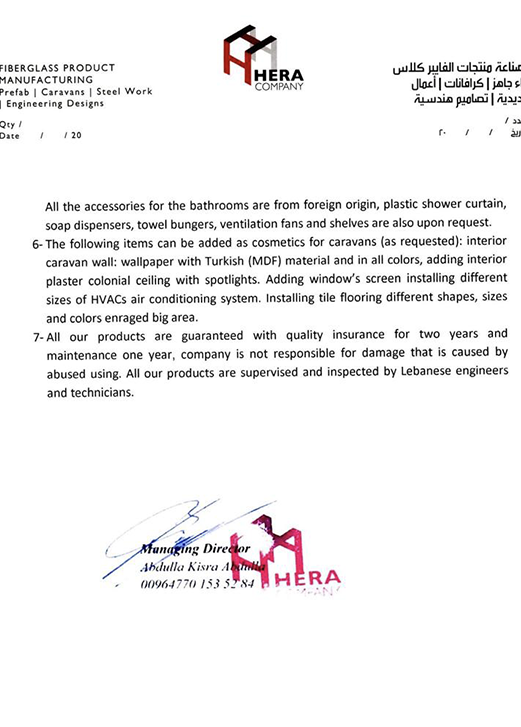 FIBERGLASS PRODUCT
MANUFACTURING
Prefab | Caravans | Steel Work
| Engineering Designs
Qty /
Date / / 20
HERA
COMPANY
صناعة منتجات الفايبر كلاس
اء جاهز | كرافانات | أعمال
ديدية | تصاميم هندسية
دد /
ريخ / / ٢٠
All the accessories for the bathrooms are from foreign origin, plastic shower curtain,
soap dispensers, towel bungers, ventilation fans and shelves are also upon request.
6- The following items can be added as cosmetics for caravans (as requested): interior
caravan wall: wallpaper with Turkish (MDF) material and in all colors, adding interior
plaster colonial ceiling with spotlights. Adding window's screen installing different
sizes of HVACs air conditioning system. Installing tile flooring different shapes, sizes
and colors enraged big area.
7- All our products are guaranteed with quality insurance for two years and
maintenance one year, company is not responsible for damage that is caused by
abused using. All our products are supervised and inspected by Lebanese engineers
and technicians.
Managing Director
Abdulla Kisra Abdulla
00964770 153 52 84
HERA
COMPANY